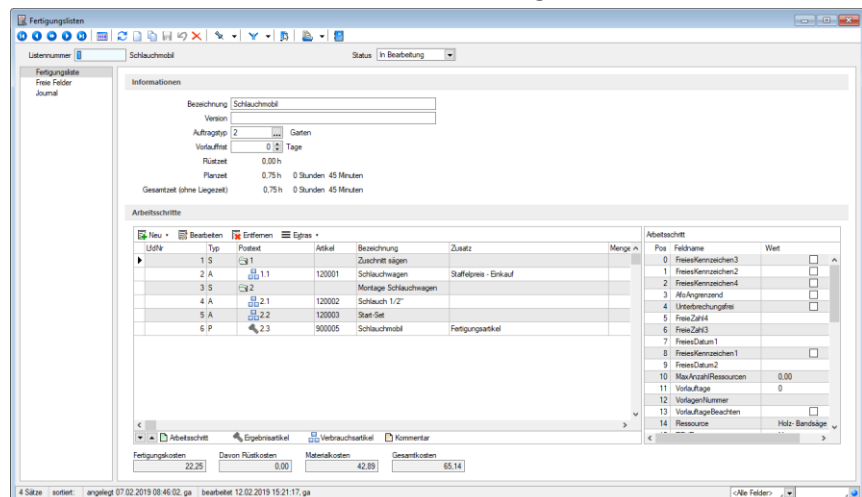 Fertigungslisten
Listennummer 1 Schlauchmobil Status In Bearbeitung
Fertigungsliste
Freie Felder
Journal
Informationen
Bezeichnung Schlauchmobil
Version
Auftragstyp 2 ... Garten
Vorlauffrist 0 Tage
Rüstzeit 0,00 h
Planzeit 0,75 h 0 Stunden 45 Minuten
Gesamtzeit (ohne Liegezeit) 0,75 h 0 Stunden 45 Minuten
Arbeitsschritte
Neu Bearbeiten Entfernen Extras
LfdNr Typ Postext Artikel Bezeichnung Zusatz Menge
1 S 1 Zuschnitt sägen
2 A 1.1 120001 Schlauchwagen Staffelpreis - Einkauf
3 S 2 Montage Schlauchwagen
4 A 2.1 120002 Schlauch 1/2"
5 A 2.2 120003 Start-Set
6 P 2.3 900005 Schlauchmobil Fertigungsartikel
Arbeitsschritt Ergebnisartikel Verbrauchsartikel Kommentar
Arbeitsschritt
Pos Feldname Wert
0 FreiesKennzeichen3
1 FreiesKennzeichen2
2 FreiesKennzeichen4
3 AfoAngrenzend
4 Unterbrechungsfrei
5 FreieZahl4
6 FreieZahl3
7 FreiesDatum1
8 FreiesKennzeichen1
9 FreiesDatum2
10 MaxAnzahlRessourcen 0,00
11 Vorlauftage 0
12 VorlagenNummer
13 VorlauftageBeachten
14 Ressource Holz- Bandsäge
Fertigungskosten Davon Rüstkosten Materialkosten Gesamtkosten
22,25 0,00 42,89 65,14
4 Sätze sortiert: angelegt 07.02.2019 08:46:02, ga bearbeitet 12.02.2019 15:21:17, ga <Alle Felder>